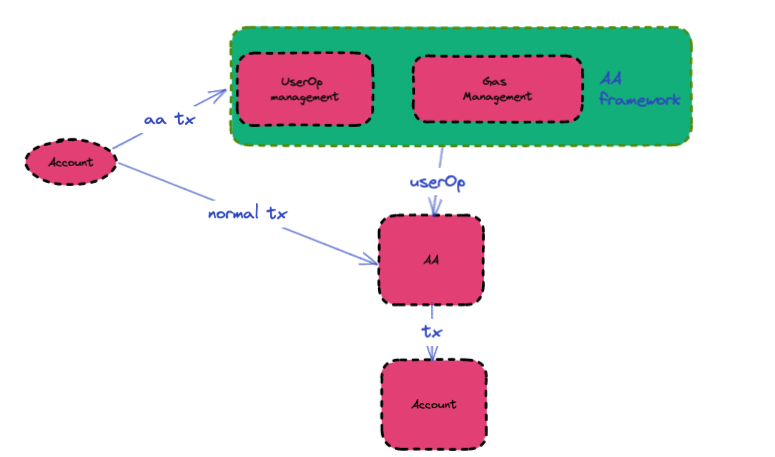 UserOp
management
Gas
Management
AA
framework
aa tx
Account
userOp
normal tx
AA
tx
Account